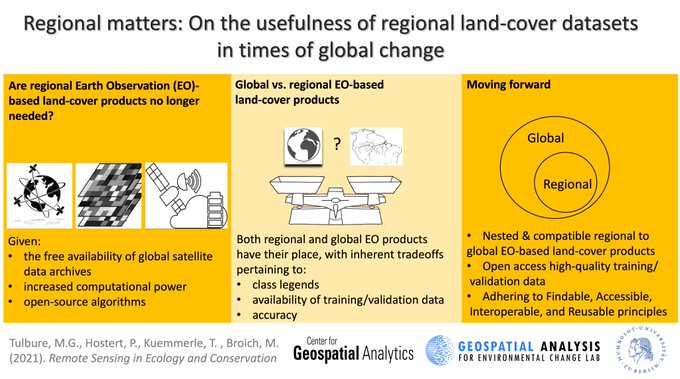 Regional matters: On the usefulness of regional land-cover datasets
in times of global change
Are regional Earth Observation (EO)-
based land-cover products no longer
needed?
Given:
• the free availability of global satellite
data archives
• increased computational power
• open-source algorithms
Global vs. regional EO-based
land-cover products
?
Both regional and global EO products
have their place, with inherent tradeoffs
pertaining to:
• class legends
• availability of training/validation data
• accuracy
Moving forward
Global
Regional
• Nested & compatible regional to
global EO-based land-cover products
• Open access high-quality training/
validation data
• Adhering to Findable, Accessible,
Interoperable, and Reusable principles
Tulbure, M.G., Hostert, P., Kuemmerle, T. , Broich, M.
(2021). Remote Sensing in Ecology and Conservation
Center for
Geospatial Analytics
GEOSPATIAL ANALYSIS
FOR ENVIRONMENTAL CHANGE LAB
HUMBOLDT-UNIVERSITÄT
ZU BERLIN